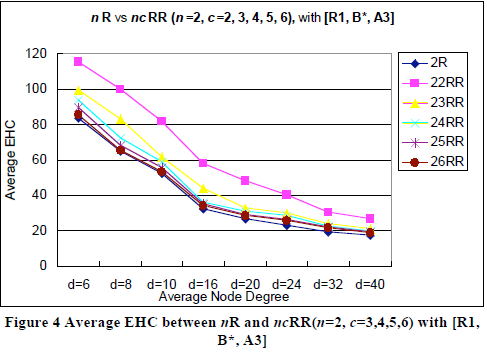 n R vs nc RR (n =2, c =2, 3, 4, 5, 6), with [R1, B*, A3]
120
100
80
60
40
20
0
Average EHC
d=6 d=8 d=10 d=16 d=20 d=24 d=32 d=40
Average Node Degree
2R
22RR
23RR
24RR
25RR
26RR
Figure 4 Average EHC between nR and ncRR(n=2, c=3,4,5,6) with [R1,
B*, A3]